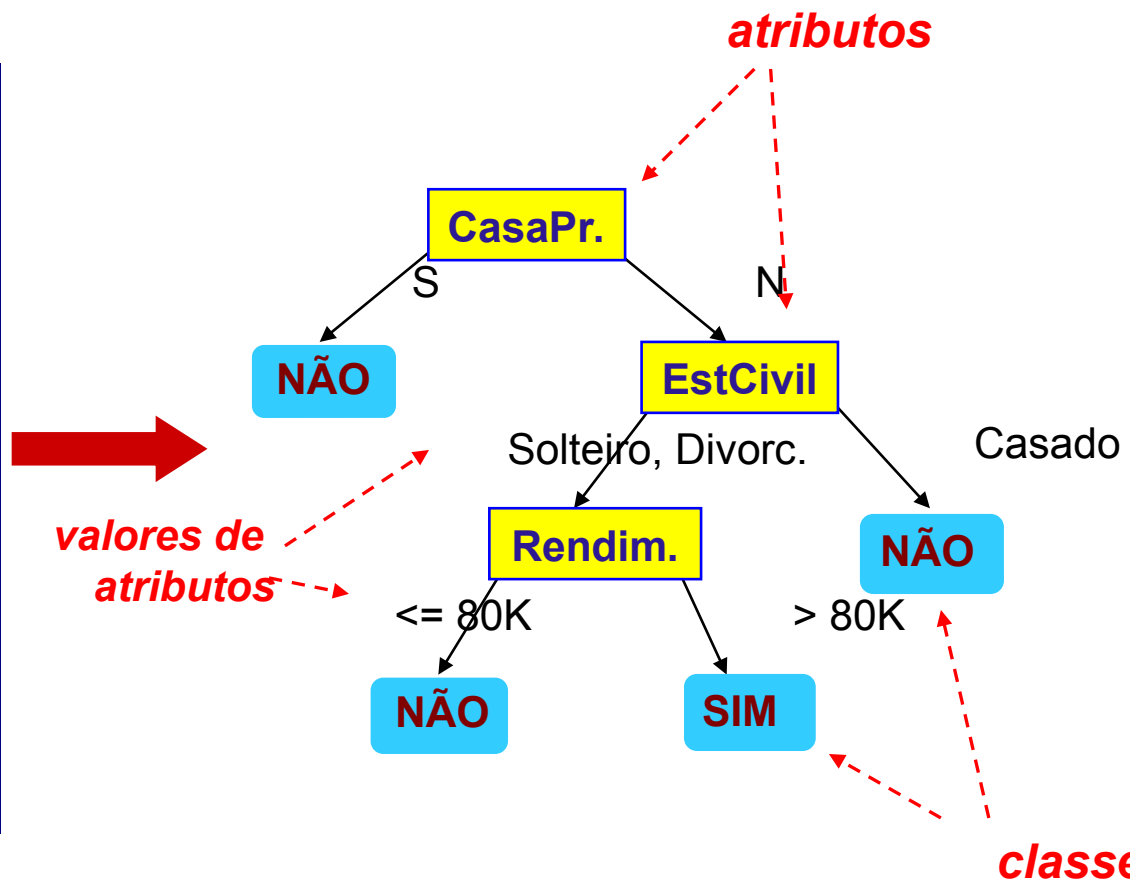 atributos
CasaPr.
S
N
NÃO
EstCivil
Solteiro, Divorc.
Casado
valores de
atributos
Rendim.
NÃO
<= 80K
> 80K
NÃO
SIM
classe